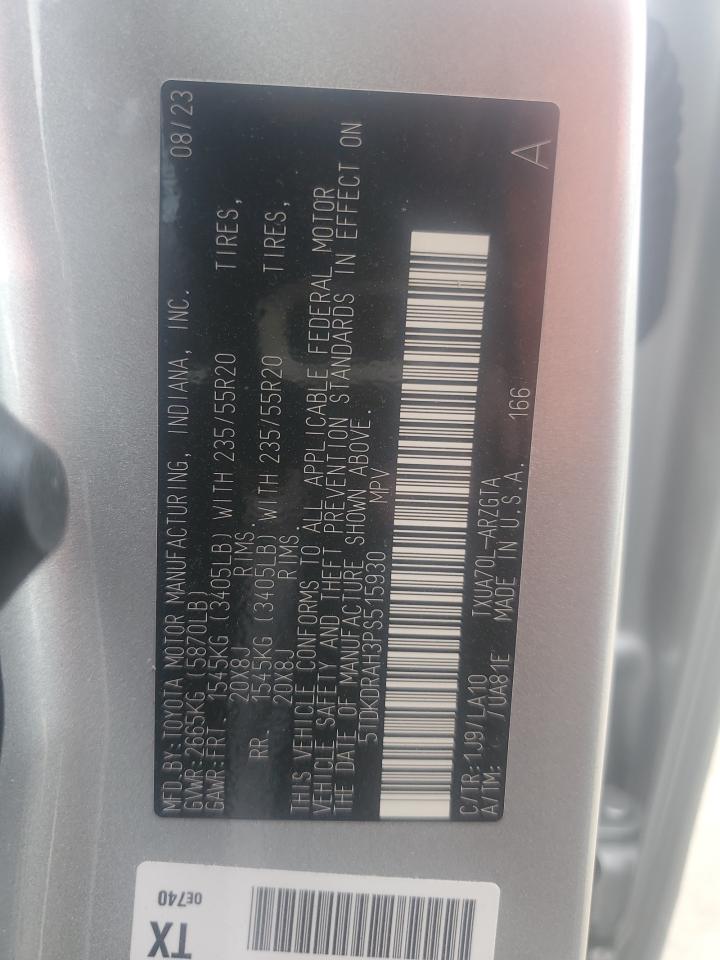 MFD.BY:TOYOTA MOTOR MANUFACTURING, INDIANA, INC. 08/23
GVWR:2665KG (5870LB)
GAWR:FRT. 1545KG (3405LB) WITH 235/55R20 TIRES,
20X8J RIMS.
RR. 1545KG (3405LB) WITH 235/55R20 TIRES,
20X8J RIMS
THIS VEHICLE CONFORMS TO ALL APPLICABLE FEDERAL MOTOR
VEHICLE SAFETY AND THEFT PREVENTION STANDARDS IN EFFECT ON
THE DATE OF MANUFACTURE SHOWN ABOVE.
5TDKDRAH3PS515930 MPV
C/TR:1J9/LA10 TXUA70L-ARZGTA
A/TM: /UA81E MADE IN U.S.A. 166 A
0E740
TX